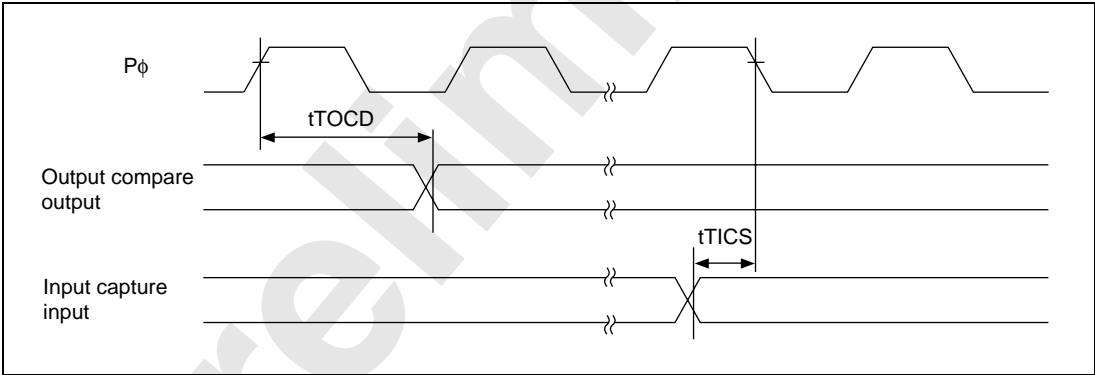 Pϕ
tTOCD
Output compare
output
tTICS
Input capture
input